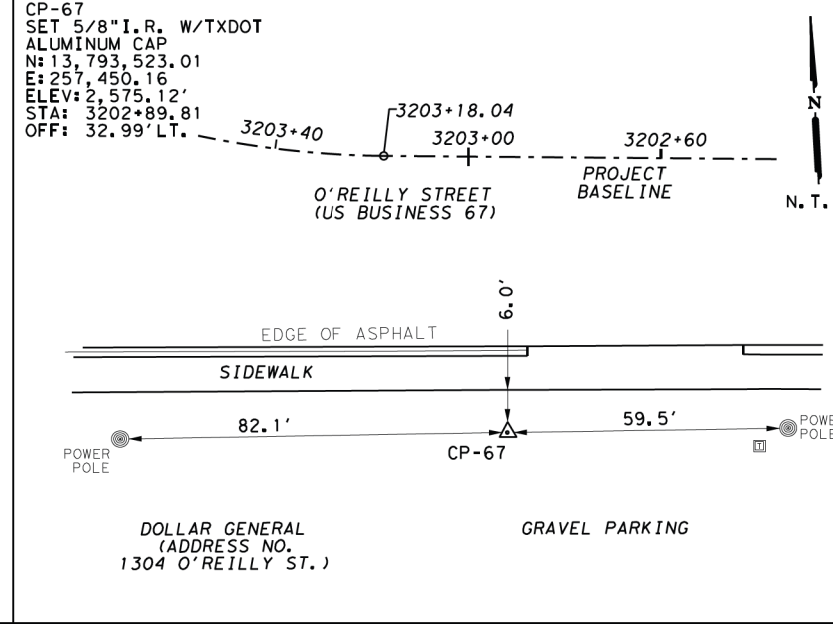 CP-67
SET 5/8"I.R. W/TXDOT
ALUMINUM CAP
N:13,793,523.01
E:257,450.16
ELEV:2,575.12'
STA: 3202+89.81
OFF: 32.99'LT.
3203+40
3203+18.04
3203+00
3202+60
N
N.T.
O'REILLY STREET
(US BUSINESS 67)
PROJECT
BASELINE
6.0'
EDGE OF ASPHALT
SIDEWALK
82.1'
59.5'
POWER
POLE
CP-67
T
POWE
POLE
DOLLAR GENERAL
(ADDRESS NO.
1304 O'REILLY ST.)
GRAVEL PARKING